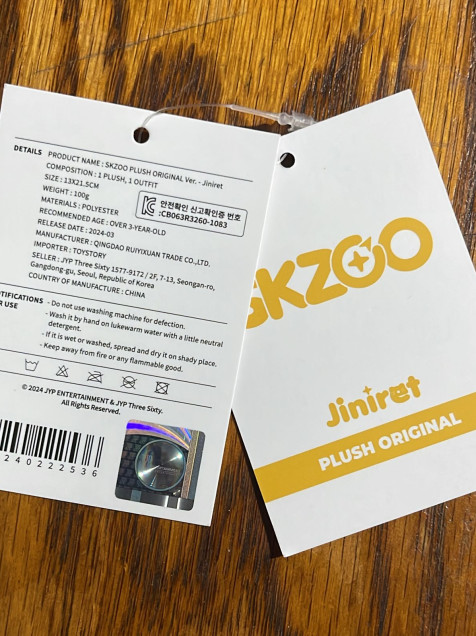 DETAILS
PRODUCT NAME : SKZOO PLUSH ORIGINAL Ver. - Jiniret
COMPOSITION : 1 PLUSH, 1 OUTFIT
SIZE : 13X21.5CM
WEIGHT : 100g
MATERIALS : POLYESTER
RECOMMENDED AGE : OVER 3-YEAR-OLD
RELEASE DATE : 2024-03
MANUFACTURER : QINGDAO RUIYIXUAN TRADE CO.,LTD.
IMPORTER : TOYSTORY
SELLER : JYP Three Sixty 1577-9172 / 2F, 7-13, Seongan-ro,
Gangdong-gu, Seoul, Republic of Korea
COUNTRY OF MANUFACTURE : CHINA
안전확인 신고확인증 번호
:CB063R3260-1083
- Do not use washing machine for defection.
- Wash it by hand on lukewarm water with a little neutral
detergent.
- If it is wet or washed, spread and dry it on shady place.
- Keep away from fire or any flammable good.
© 2024 JYP ENTERTAINMENT & JYP Three Sixty.
All Rights Reserved.
240222536
SKZOO
Jiniret
PLUSH ORIGINAL